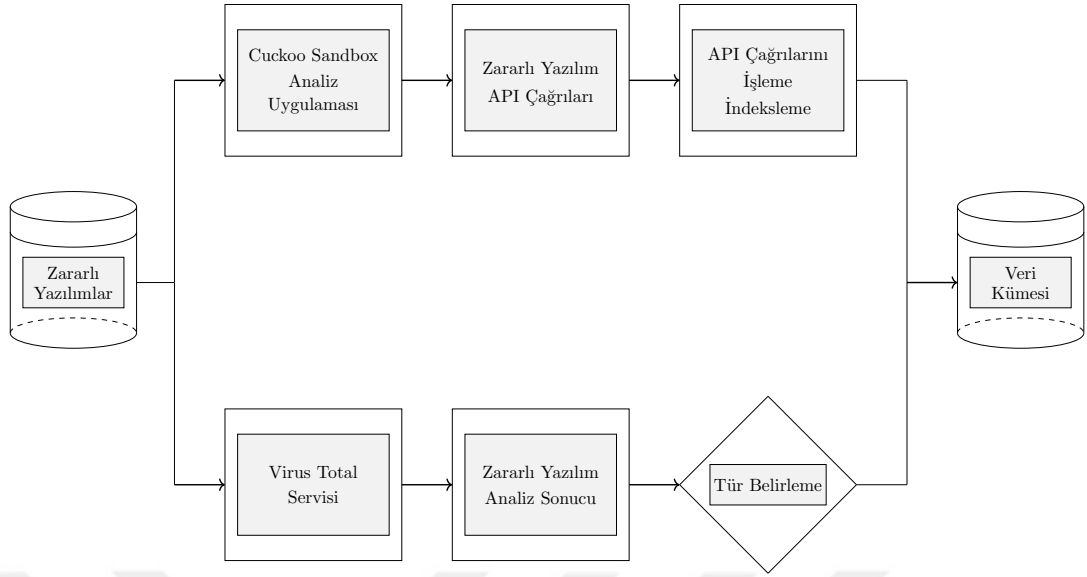 Cuckoo Sandbox
Analiz
Uygulaması
Zararlı Yazılım
API Çağrıları
API Çağrılarını
İşleme
İndeksleme
Zararlı
Yazılımlar
Veri
Kümesi
Virus Total
Servisi
Zararlı Yazılım
Analiz Sonucu
Tür Belirleme